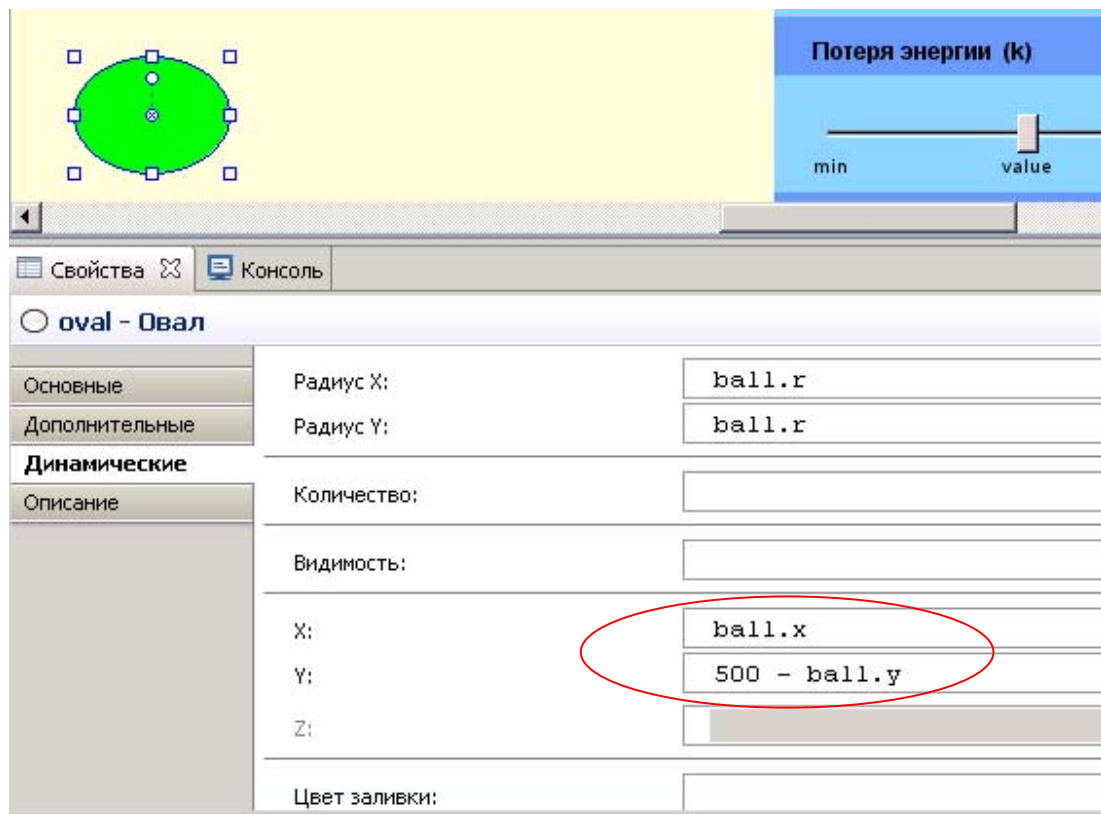 Потеря энергии (k)
min value
Свойства Консоль
oval - Овал
Основные
Дополнительные
Динамические
Описание
Радиус X: ball.r
Радиус Y: ball.r
Количество:
Видимость:
X: ball.x
Y: 500 - ball.y
Z:
Цвет заливки: